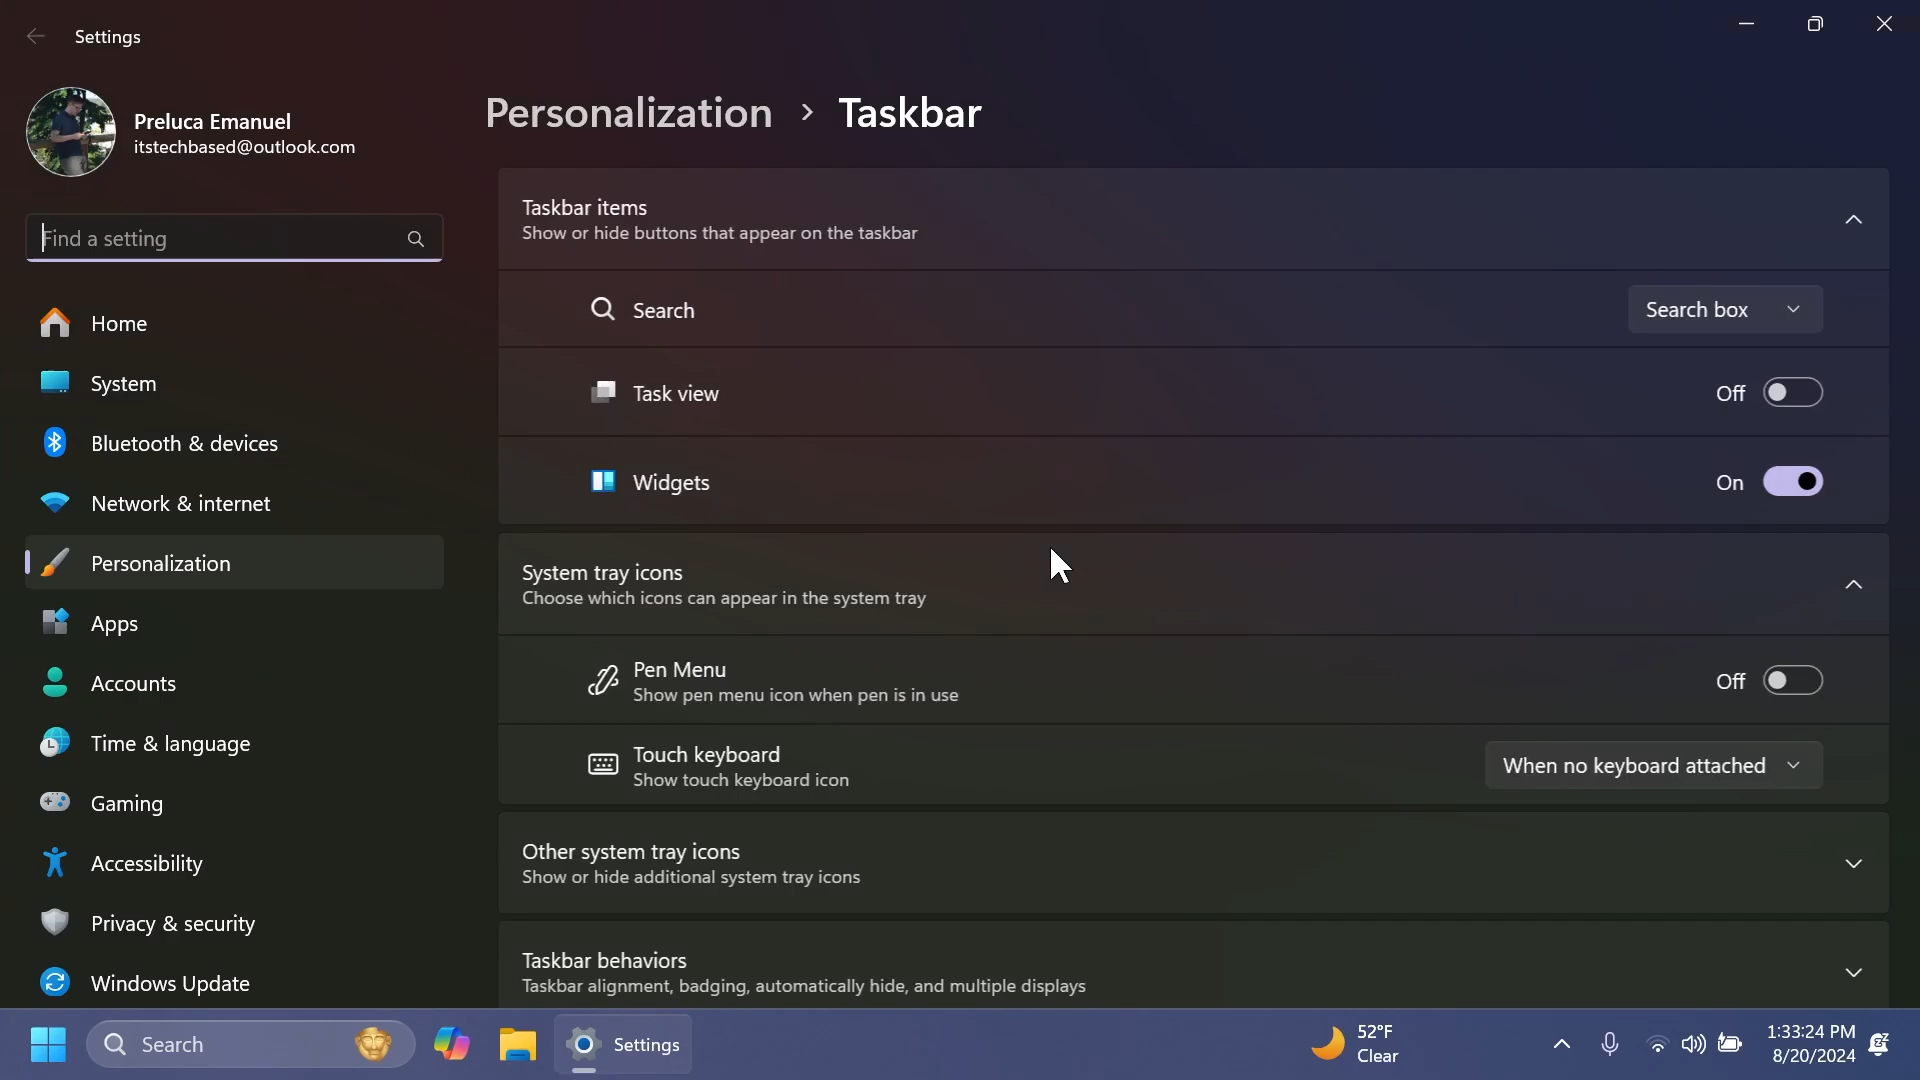 Settings
Preluca Emanuel
itstechbased@outlook.com
Find a setting
Home
System
Bluetooth & devices
Network & internet
Personalization
Apps
Accounts
Time & language
Gaming
Accessibility
Privacy & security
Windows Update
Personalization > Taskbar
Taskbar items
Show or hide buttons that appear on the taskbar
Search
Search box
Task view
Off
Widgets
On
System tray icons
Choose which icons can appear in the system tray
Pen Menu
Show pen menu icon when pen is in use
Off
Touch keyboard
Show touch keyboard icon
When no keyboard attached
Other system tray icons
Show or hide additional system tray icons
Taskbar behaviors
Taskbar alignment, badging, automatically hide, and multiple displays
Search
Settings
52°F
Clear
1:33:24 PM
8/20/2024